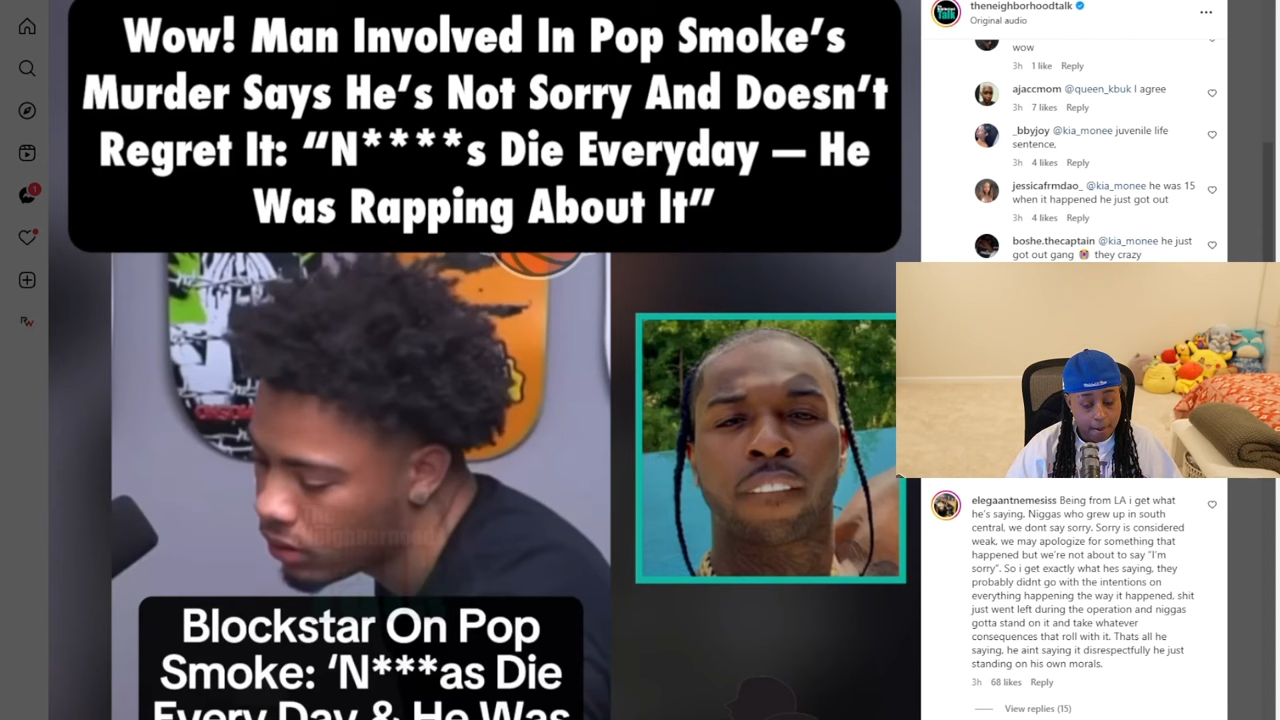 Wow! Man Involved In Pop Smoke's
Murder Says He's Not Sorry And Doesn't
Regret It: “N****s Die Everyday — He
Was Rapping About It”
Blockstar On Pop
Smoke: ‘N***as Die
Every Day & He Was
theneighborhoodtalk
Original audio
wow
3h 1 like Reply
ajaccmom @queen_kbuk I agree
3h 7 likes Reply
_bbyjoy @kia_monee juvenile life
sentence,
3h 4 likes Reply
jessicafrmdao_ @kia_monee he was 15
when it happened he just got out
3h 4 likes Reply
boshe.thecaptain @kia_monee he just
got out gang they crazy
elegaantnemesiss Being from LA i get what
he's saying, Niggas who grew up in south
central, we dont say sorry. Sorry is considered
weak, we may apologize for something that
happened but we're not about to say "I'm
sorry". So i get exactly what hes saying, they
probably didnt go with the intentions on
everything happening the way it happened, shit
just went left during the operation and niggas
gotta stand on it and take whatever
consequences that roll with it. Thats all he
saying, he aint saying it disrespectfully he just
standing on his own morals.
3h 68 likes Reply
View replies (15)
1
RW